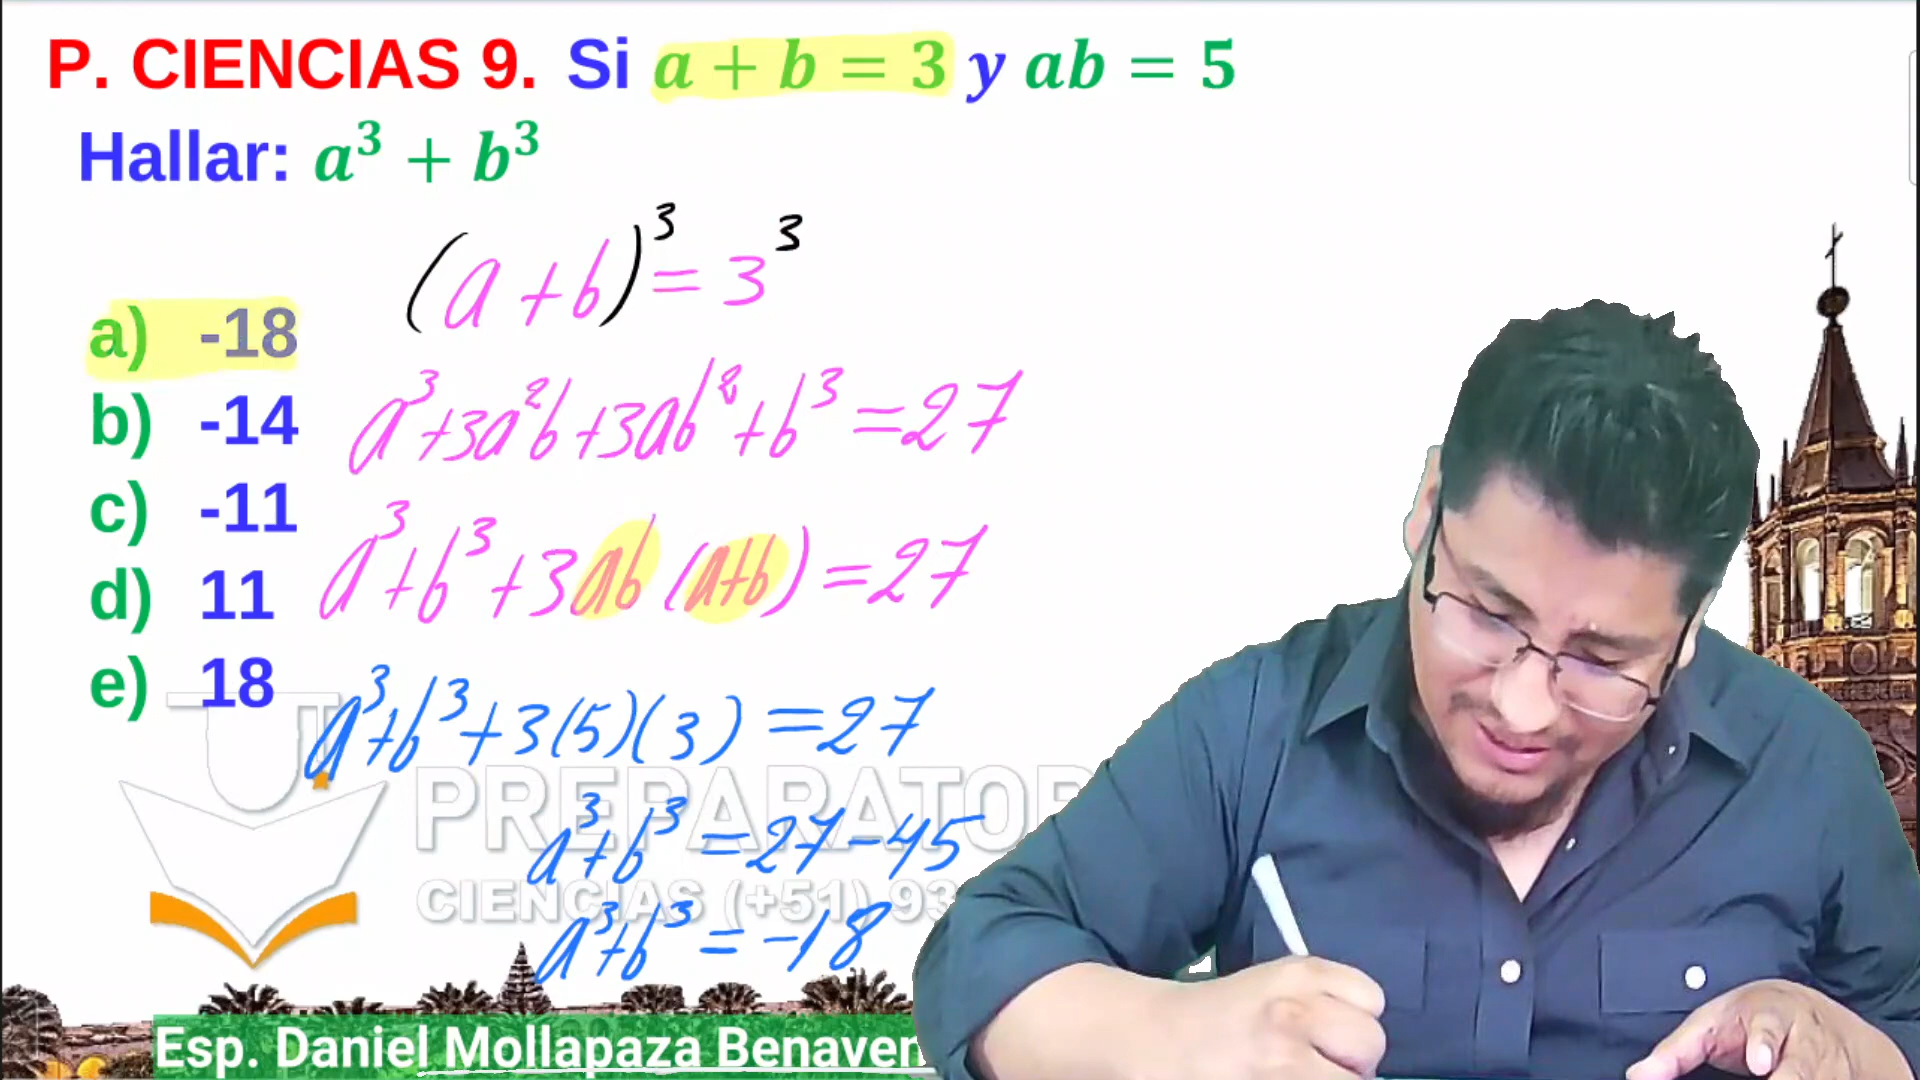 P. CIENCIAS 9. Si a + b = 3 y ab = 5
Hallar: a³ + b³
(a + b)³ = 3³
a) -18
b) -14
c) -11
d) 11
e) 18
a³+3a²b+3ab²+b³=27
a³+b³+3ab(a+b)=27
a³+b³+3(5)(3)=27
a³+b³=27-45
a³+b³=-18
PREPARATOR
CIENCIAS (+51) 93
Esp. Daniel Mollapaza Benaven